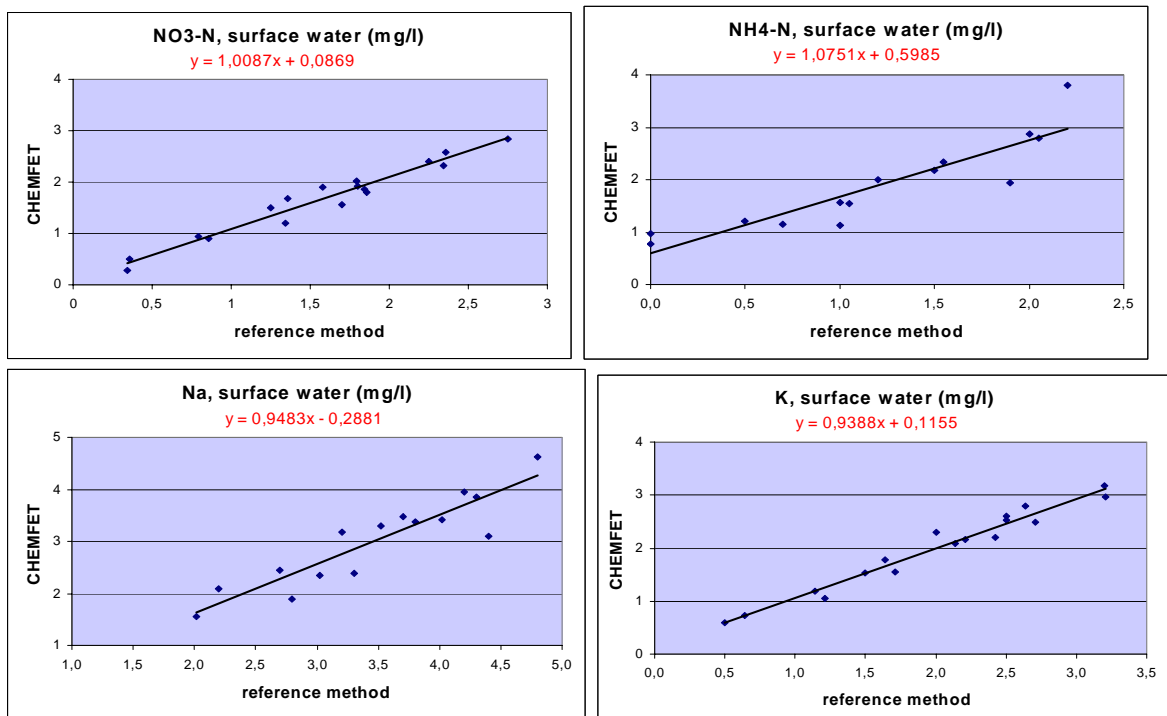 NO3-N, surface water (mg/l)
y = 1,0087x + 0,0869
CHEMFET
4
3
2
1
0
0 0,5 1 1,5 2 2,5 3
reference method
NH4-N, surface water (mg/l)
y = 1,0751x + 0,5985
CHEMFET
4
3
2
1
0
0,0 0,5 1,0 1,5 2,0 2,5
reference method
Na, surface water (mg/l)
y = 0,9483x - 0,2881
CHEMFET
5
4
3
2
1
1,0 1,5 2,0 2,5 3,0 3,5 4,0 4,5 5,0
reference method
K, surface water (mg/l)
y = 0,9388x + 0,1155
CHEMFET
4
3
2
1
0
0,0 0,5 1,0 1,5 2,0 2,5 3,0 3,5
reference method